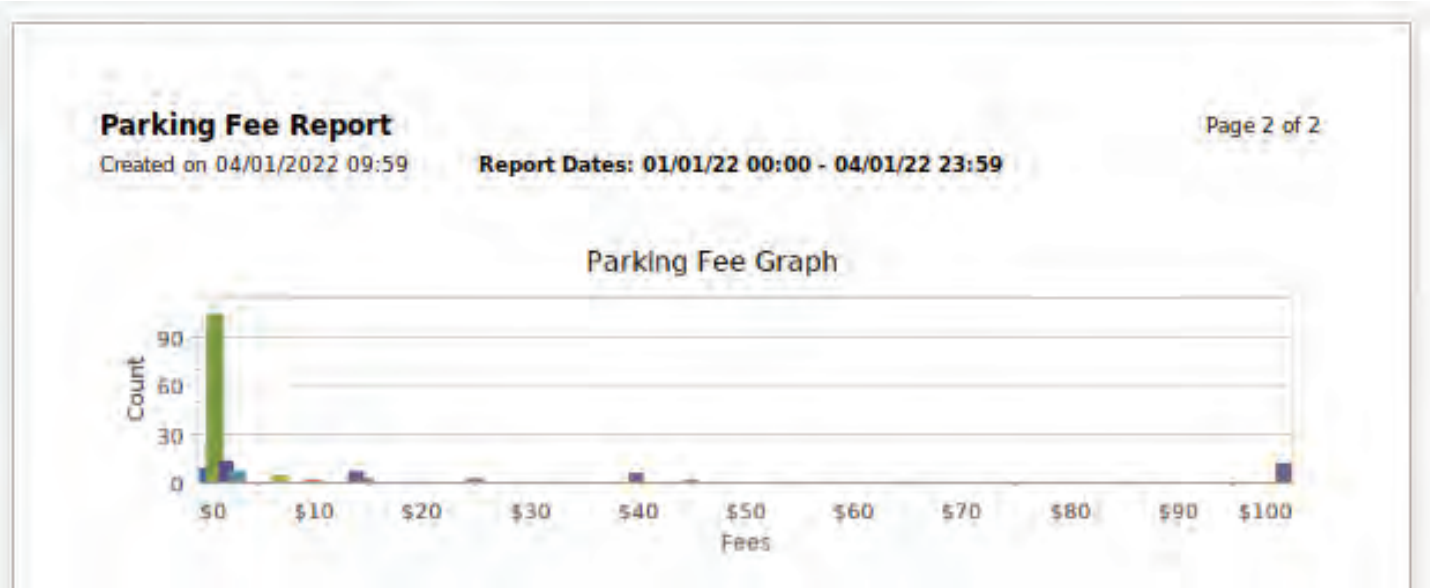 Parking Fee Report
Page 2 of 2
Created on 04/01/2022 09:59 Report Dates: 01/01/22 00:00 - 04/01/22 23:59
Parking Fee Graph
90
60
30
0
Count
$0 $10 $20 $30 $40 $50 $60 $70 $80 $90 $100
Fees